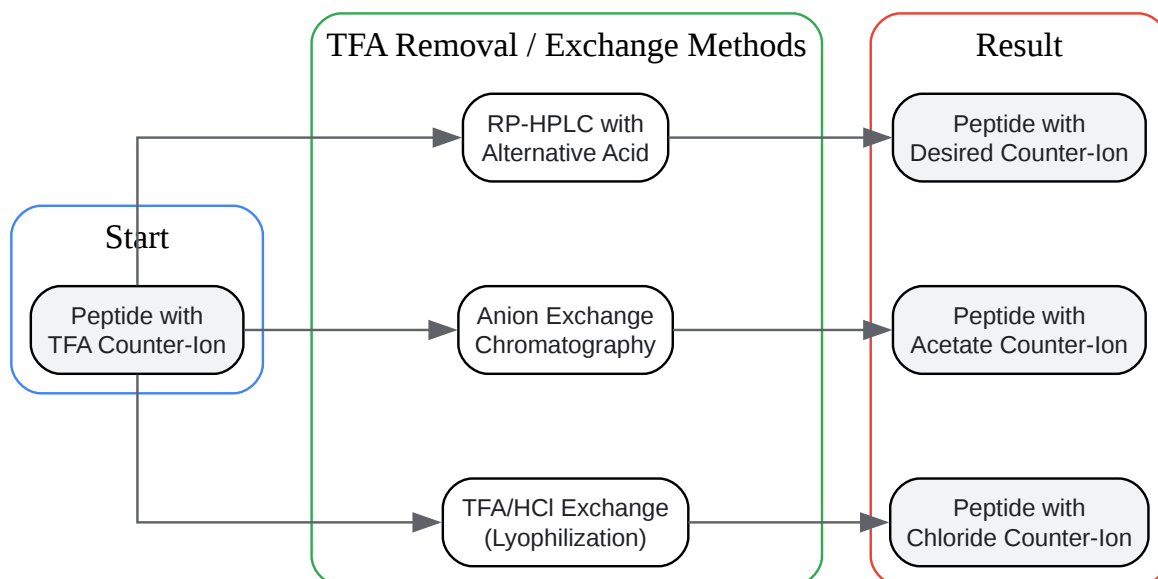 TFA Removal / Exchange Methods
Result
RP-HPLC with
Alternative Acid
Peptide with
Desired Counter-Ion
Start
Peptide with
TFA Counter-Ion
Anion Exchange
Chromatography
Peptide with
Acetate Counter-Ion
TFA/HCl Exchange
(Lyophilization)
Peptide with
Chloride Counter-Ion